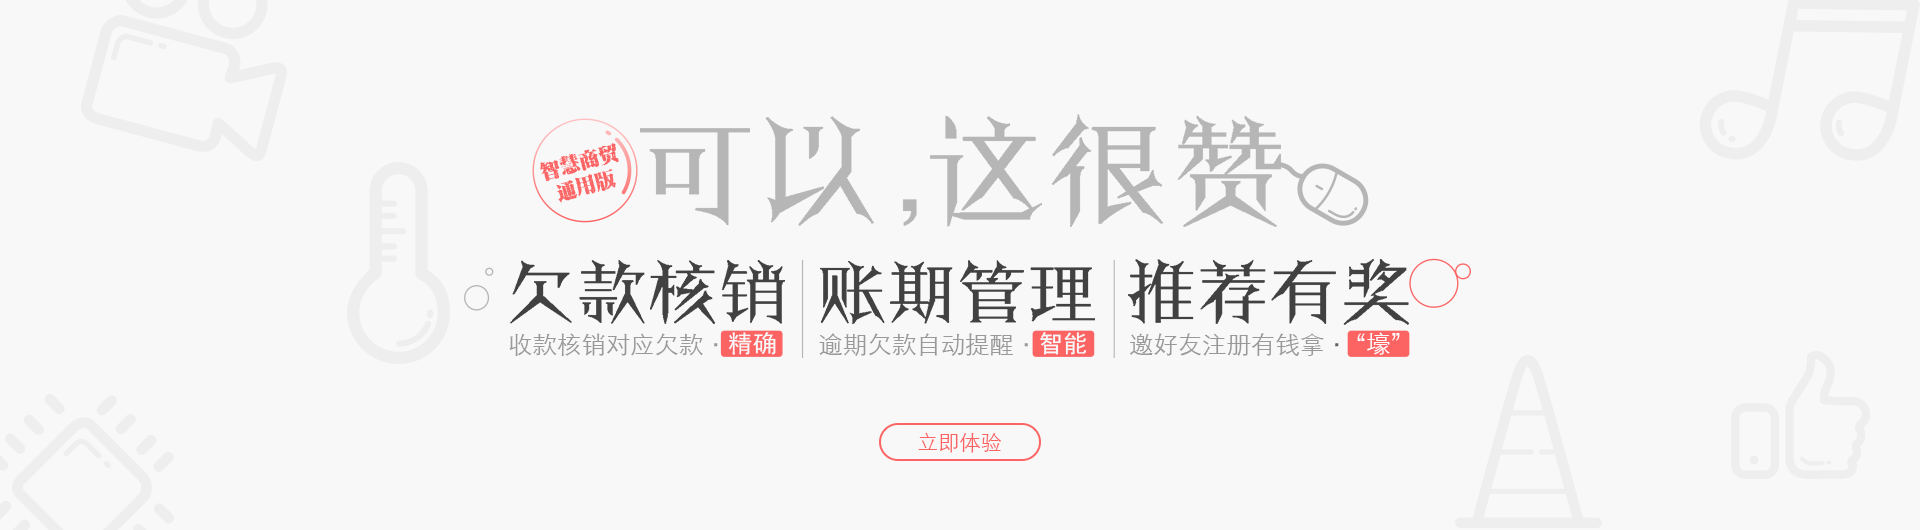 智慧商贸
通用版
可以,这很赞
欠款核销 账期管理 推荐有奖
收款核销对应欠款 · 精确 逾期欠款自动提醒 · 智能 邀好友注册有钱拿 · “壕”
立即体验